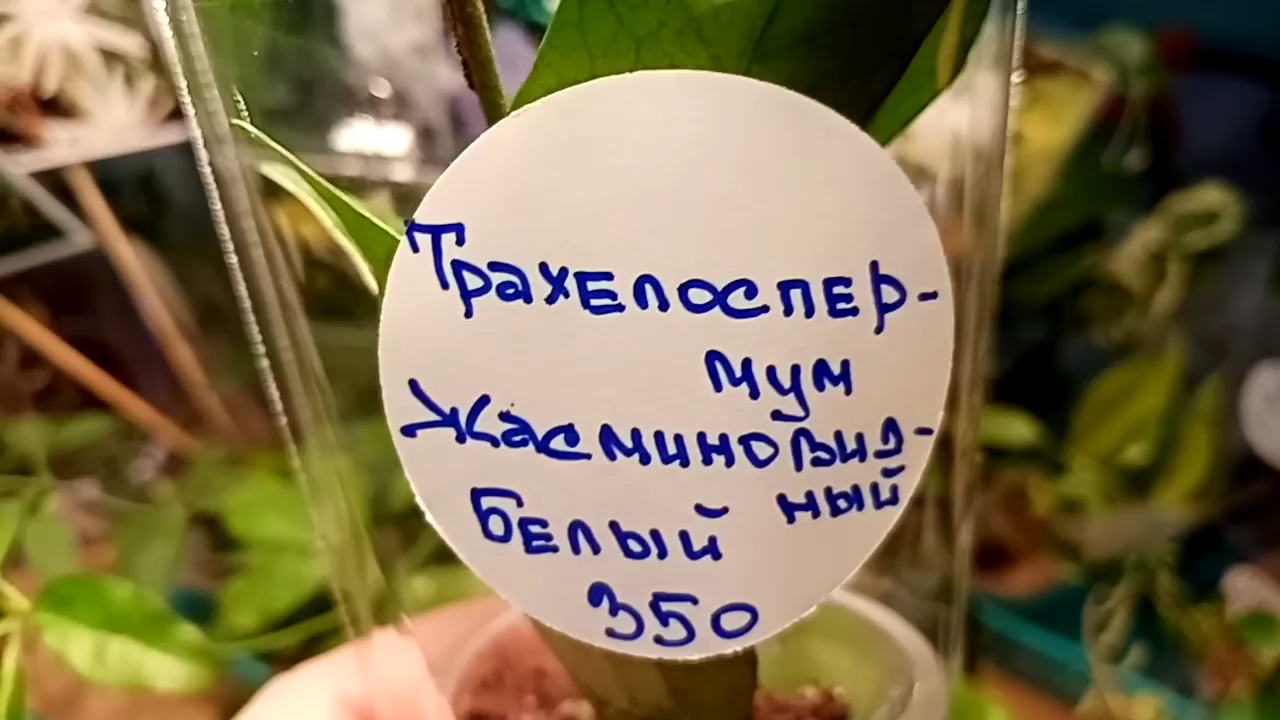 Трахелоспер-
мум
Жасминовид-
ный
Белый
350